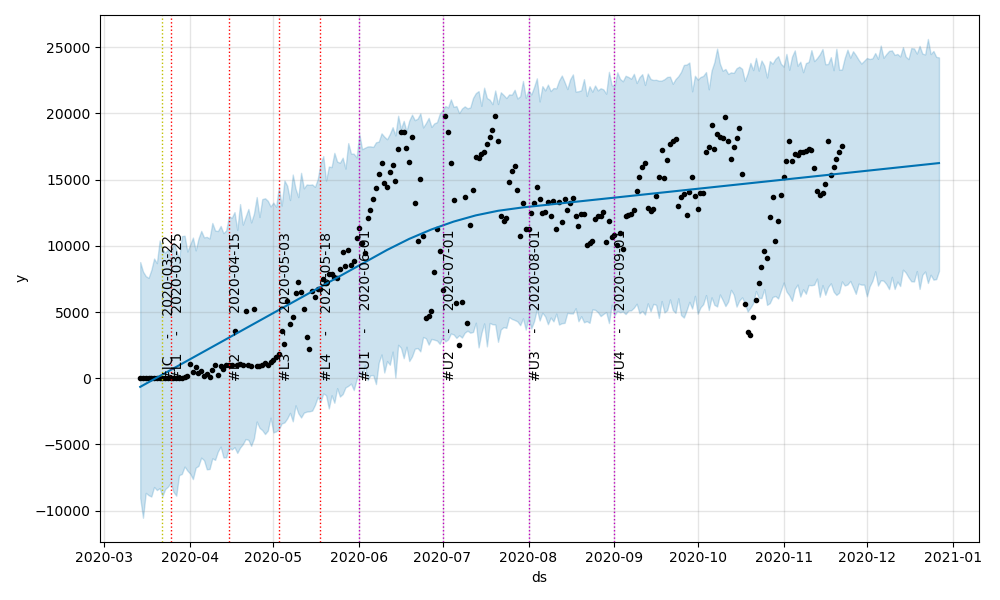 25000
20000
15000
10000
5000
0
−5000
−10000
y
#JC - 2020-03-22
#L1 - 2020-03-25
#L2 - 2020-04-15
#L3 - 2020-05-03
#L4 - 2020-05-18
#U1 - 2020-06-01
#U2 - 2020-07-01
#U3 - 2020-08-01
#U4 - 2020-09-01
2020-03
2020-04
2020-05
2020-06
2020-07
2020-08
2020-09
2020-10
2020-11
2020-12
2021-01
ds